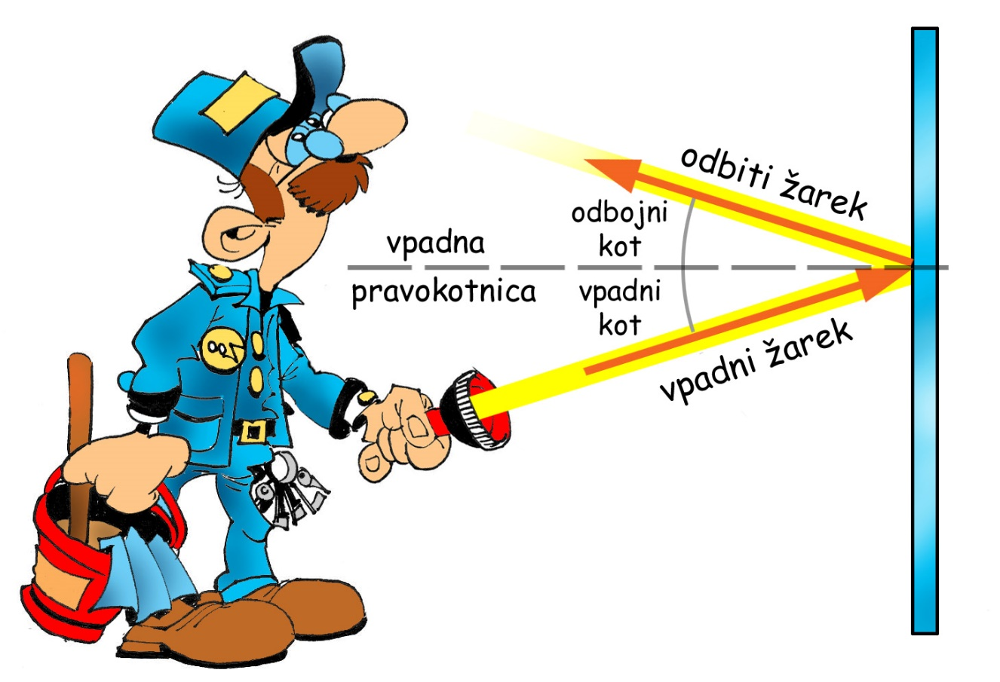 odbiti žarek
odbojni
kot
vpadna
pravokotnica
vpadni
kot
vpadni žarek